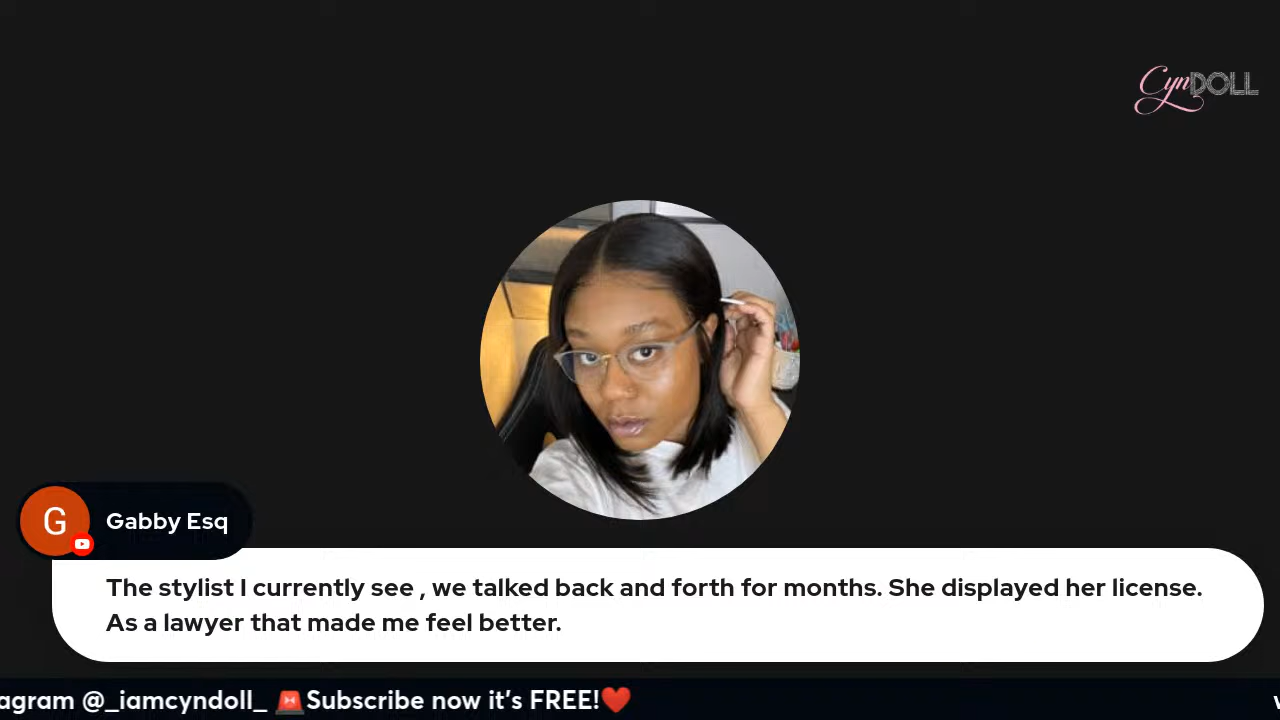 CynDOLL
G
Gabby Esq
The stylist I currently see , we talked back and forth for months. She displayed her license.
As a lawyer that made me feel better.
agram @_iamcyndoll_ 🚨Subscribe now it's FREE!❤️